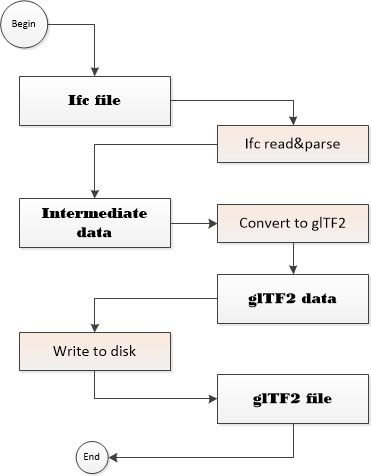 Begin
Ifc file
Ifc read&parse
Intermediate
data
Convert to glTF2
glTF2 data
Write to disk
glTF2 file
End